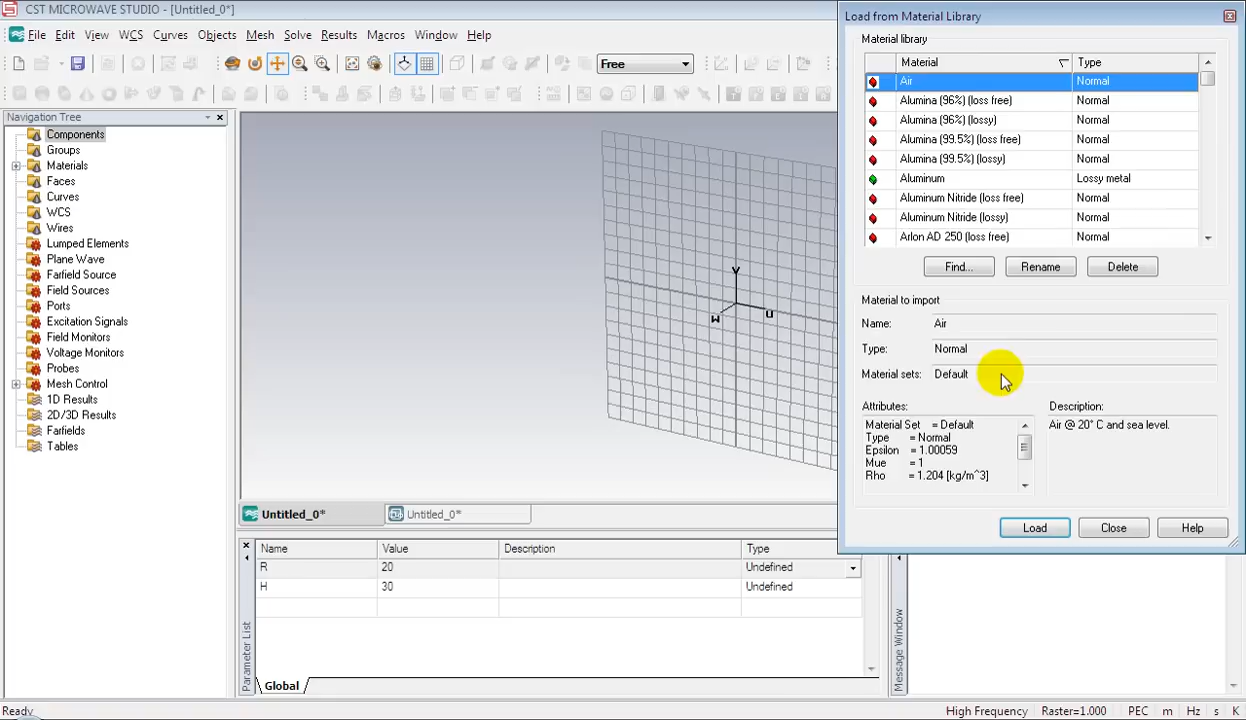 CST MICROWAVE STUDIO - [Untitled_0*]
File Edit View WCS Curves Objects Mesh Solve Results Macros Window Help
Free
Navigation Tree
Components
Groups
Materials
Faces
Curves
WCS
Wires
Lumped Elements
Plane Wave
Farfield Source
Field Sources
Ports
Excitation Signals
Field Monitors
Voltage Monitors
Probes
Mesh Control
1D Results
2D/3D Results
Farfields
Tables
v
w
u
Untitled_0* Untitled_0*
Name Value Description Type
R 20 Undefined
H 30 Undefined
Parameter List
Global
Message Window
Load from Material Library
Material library
Material Type
Air Normal
Alumina (96%) (loss free) Normal
Alumina (96%) (lossy) Normal
Alumina (99.5%) (loss free) Normal
Alumina (99.5%) (lossy) Normal
Aluminum Lossy metal
Aluminum Nitride (loss free) Normal
Aluminum Nitride (lossy) Normal
Arlon AD 250 (loss free) Normal
Find... Rename Delete
Material to import
Name: Air
Type: Normal
Material sets: Default
Attributes: Description:
Material Set = Default Air @ 20° C and sea level.
Type = Normal
Epsilon = 1.00059
Mue = 1
Rho = 1.204 [kg/m^3]
Load Close Help
Ready High Frequency Raster=1.000 PEC m Hz s K